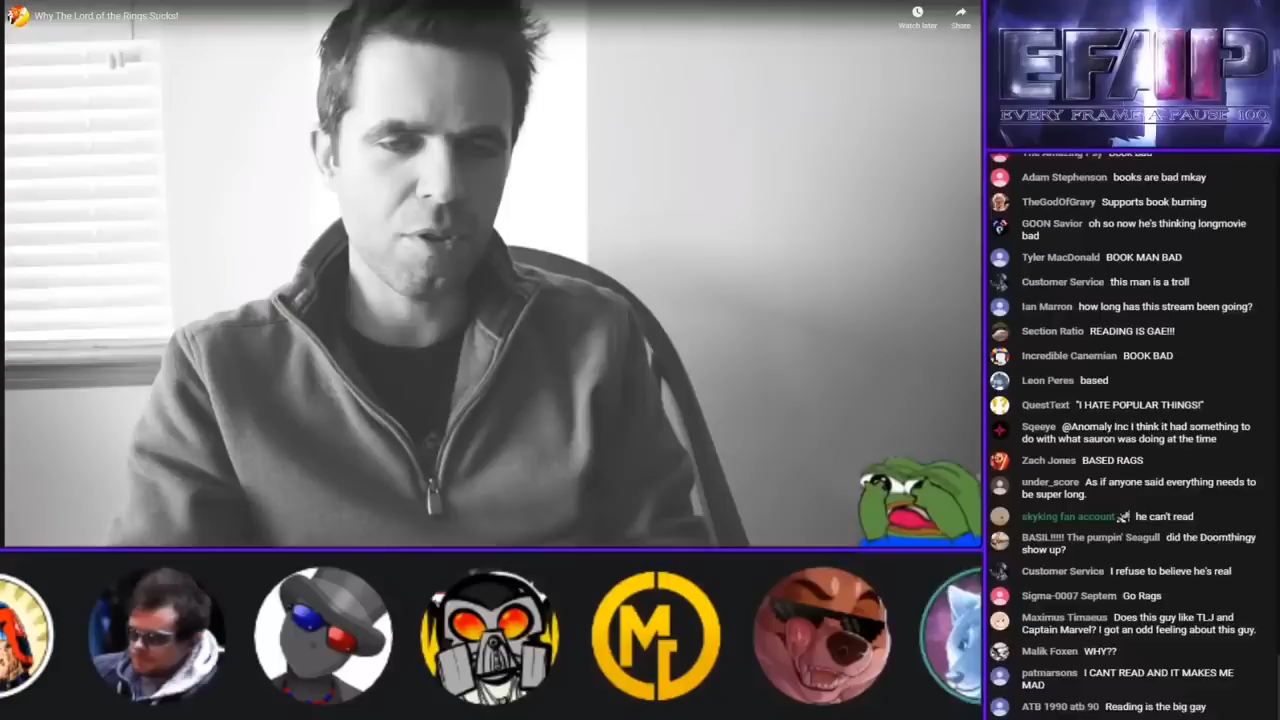 Why The Lord of the Rings Sucks!
Watch later
Share
EFAP
EVERY FRAME A PAUSE 100
The Amazing Pay BOOK BAD
Adam Stephenson books are bad mkay
TheGodOfGravy Supports book burning
GOON Savior oh so now he's thinking longmovie
bad
Tyler MacDonald BOOK MAN BAD
Customer Service this man is a troll
Ian Marron how long has this stream been going?
Section Ratio READING IS GAE!!!
Incredible Canemian BOOK BAD
Leon Peres based
QuestText "I HATE POPULAR THINGS!"
Sqeeye @Anomaly Inc I think it had something to
do with what sauron was doing at the time
Zach Jones BASED RAGS
under_score As if anyone said everything needs to
be super long.
skyking fan account he can't read
BASIL!!!!! The pumpin' Seagull did the Doomthingy
show up?
Customer Service I refuse to believe he's real
Sigma-0007 Septem Go Rags
Maximus Timaeus Does this guy like TLJ and
Captain Marvel? I got an odd feeling about this guy.
Malik Foxen WHY??
patmarsons I CANT READ AND IT MAKES ME
MAD
ATB 1990 atb 90 Reading is the big gay